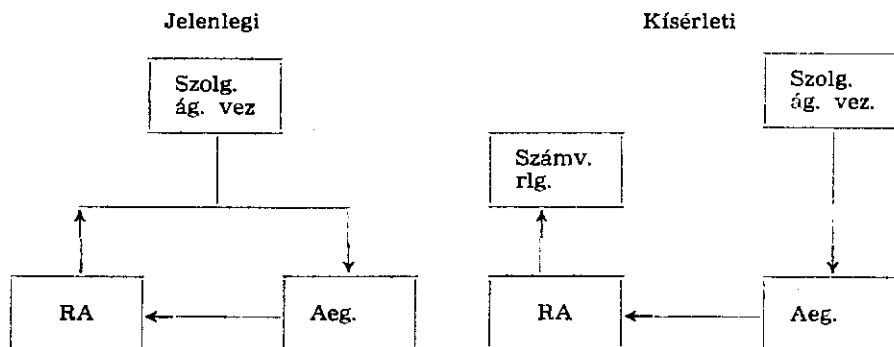 Jelenlegi
Szolg.
ág. vez
RA
Aeg.
Kísérleti
Szolg.
ág. vez.
Számv.
rlg.
RA
Aeg.